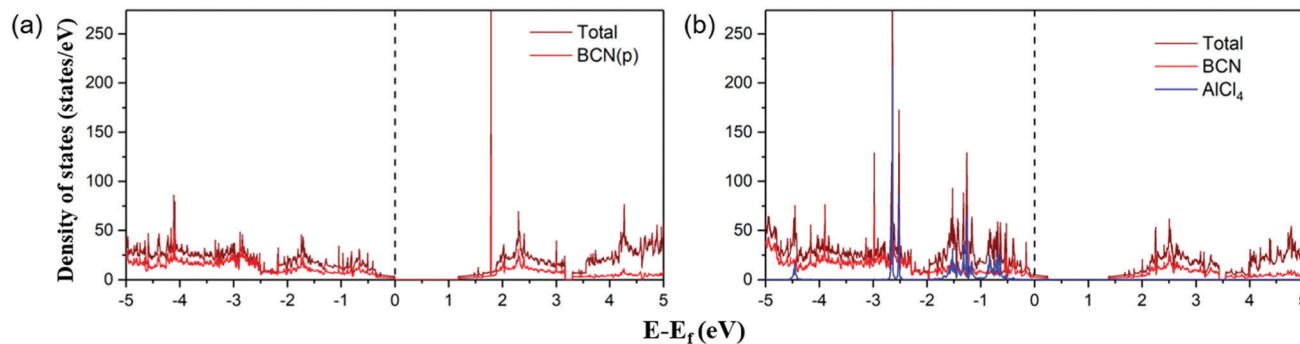 (a)
Density of states (states/eV)
250
200
150
100
50
0
Total
BCN(p)
-5 -4 -3 -2 -1 0 1 2 3 4 5
(b)
250
200
150
100
50
0
Total
BCN
AlCl₄
-5 -4 -3 -2 -1 0 1 2 3 4 5
E-E_f (eV)